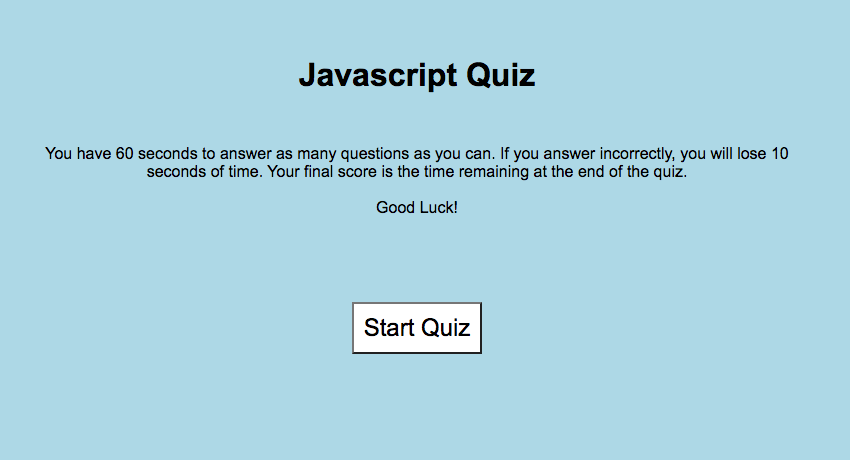 Javascript Quiz
You have 60 seconds to answer as many questions as you can. If you answer incorrectly, you will lose 10
seconds of time. Your final score is the time remaining at the end of the quiz.
Good Luck!
Start Quiz